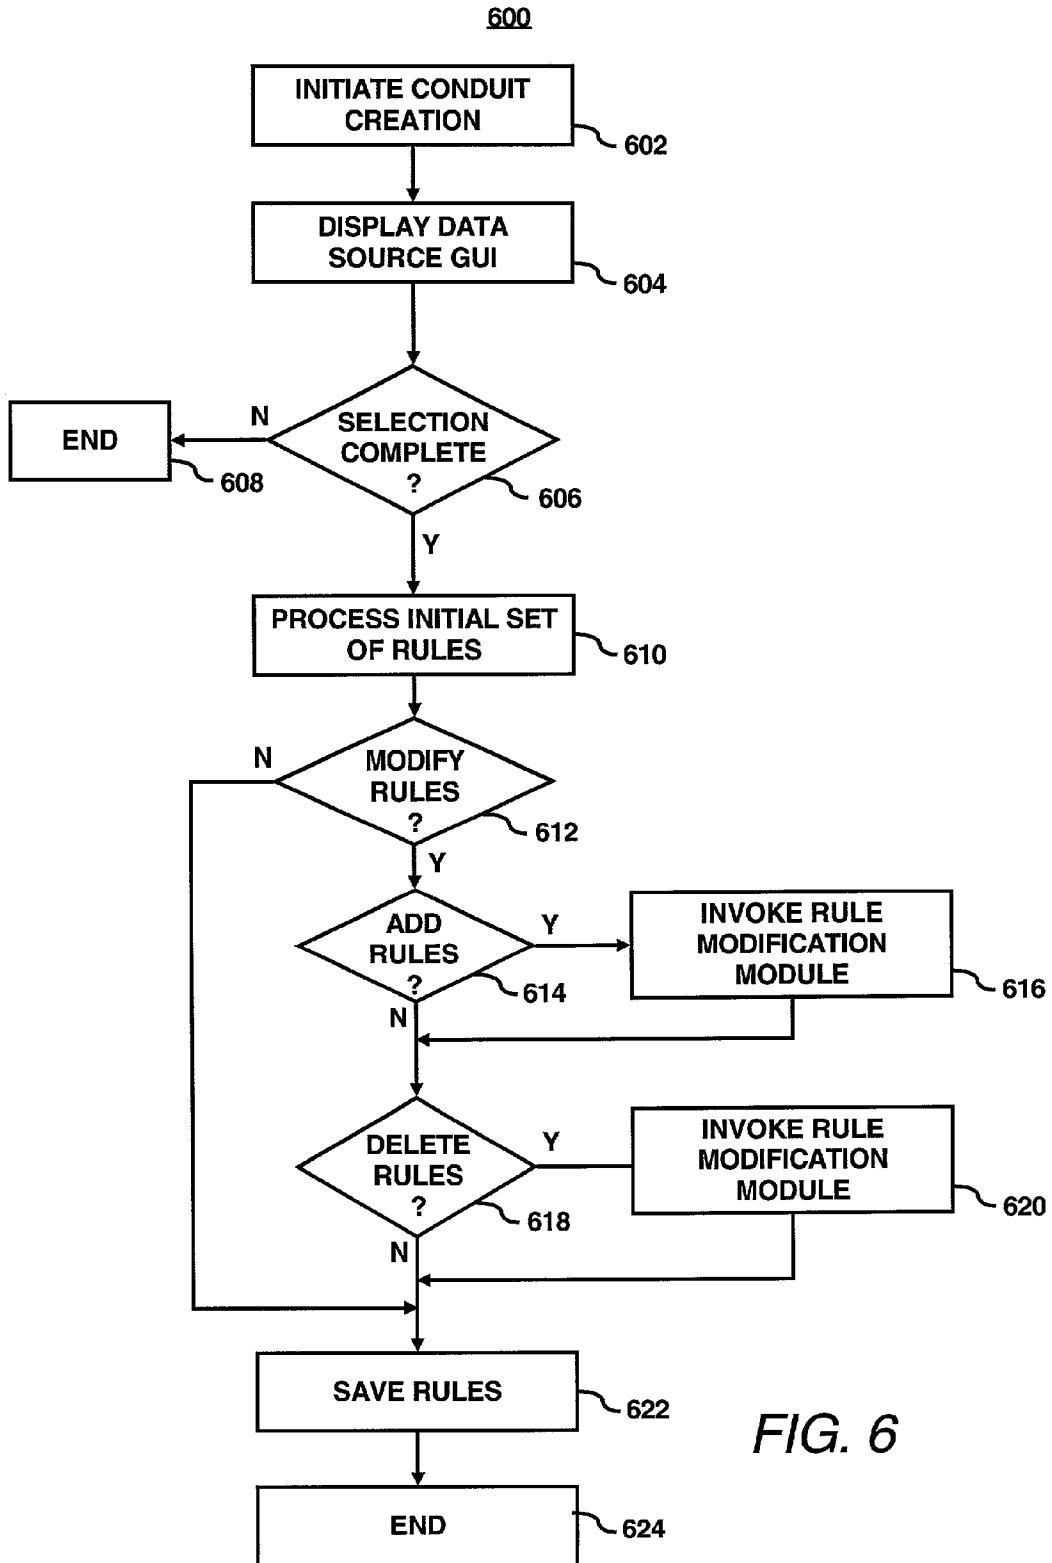 600
INITIATE CONDUIT
CREATION
602
DISPLAY DATA
SOURCE GUI
604
SELECTION
COMPLETE
?
606
N
END
608
Y
PROCESS INITIAL SET
OF RULES
610
MODIFY
RULES
?
612
N
Y
ADD
RULES
?
614
Y
INVOKE RULE
MODIFICATION
MODULE
616
N
DELETE
RULES
?
618
Y
INVOKE RULE
MODIFICATION
MODULE
620
N
SAVE RULES
622
FIG. 6
END
624